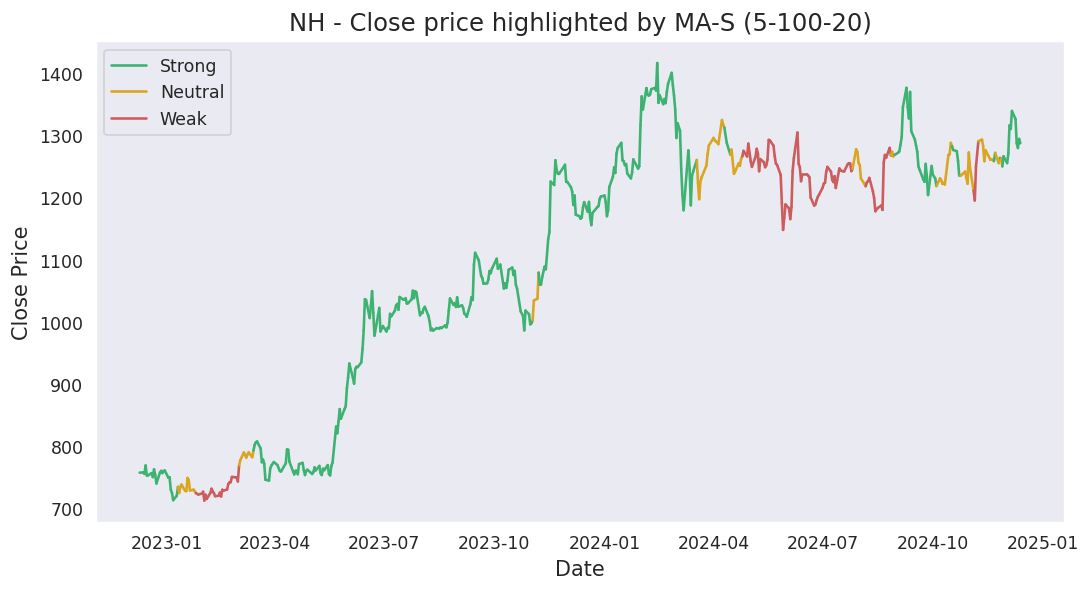 NH - Close price highlighted by MA-S (5-100-20)
Strong
Neutral
Weak
Close Price
1400
1300
1200
1100
1000
900
800
700
2023-01 2023-04 2023-07 2023-10 2024-01 2024-04 2024-07 2024-10 2025-01
Date